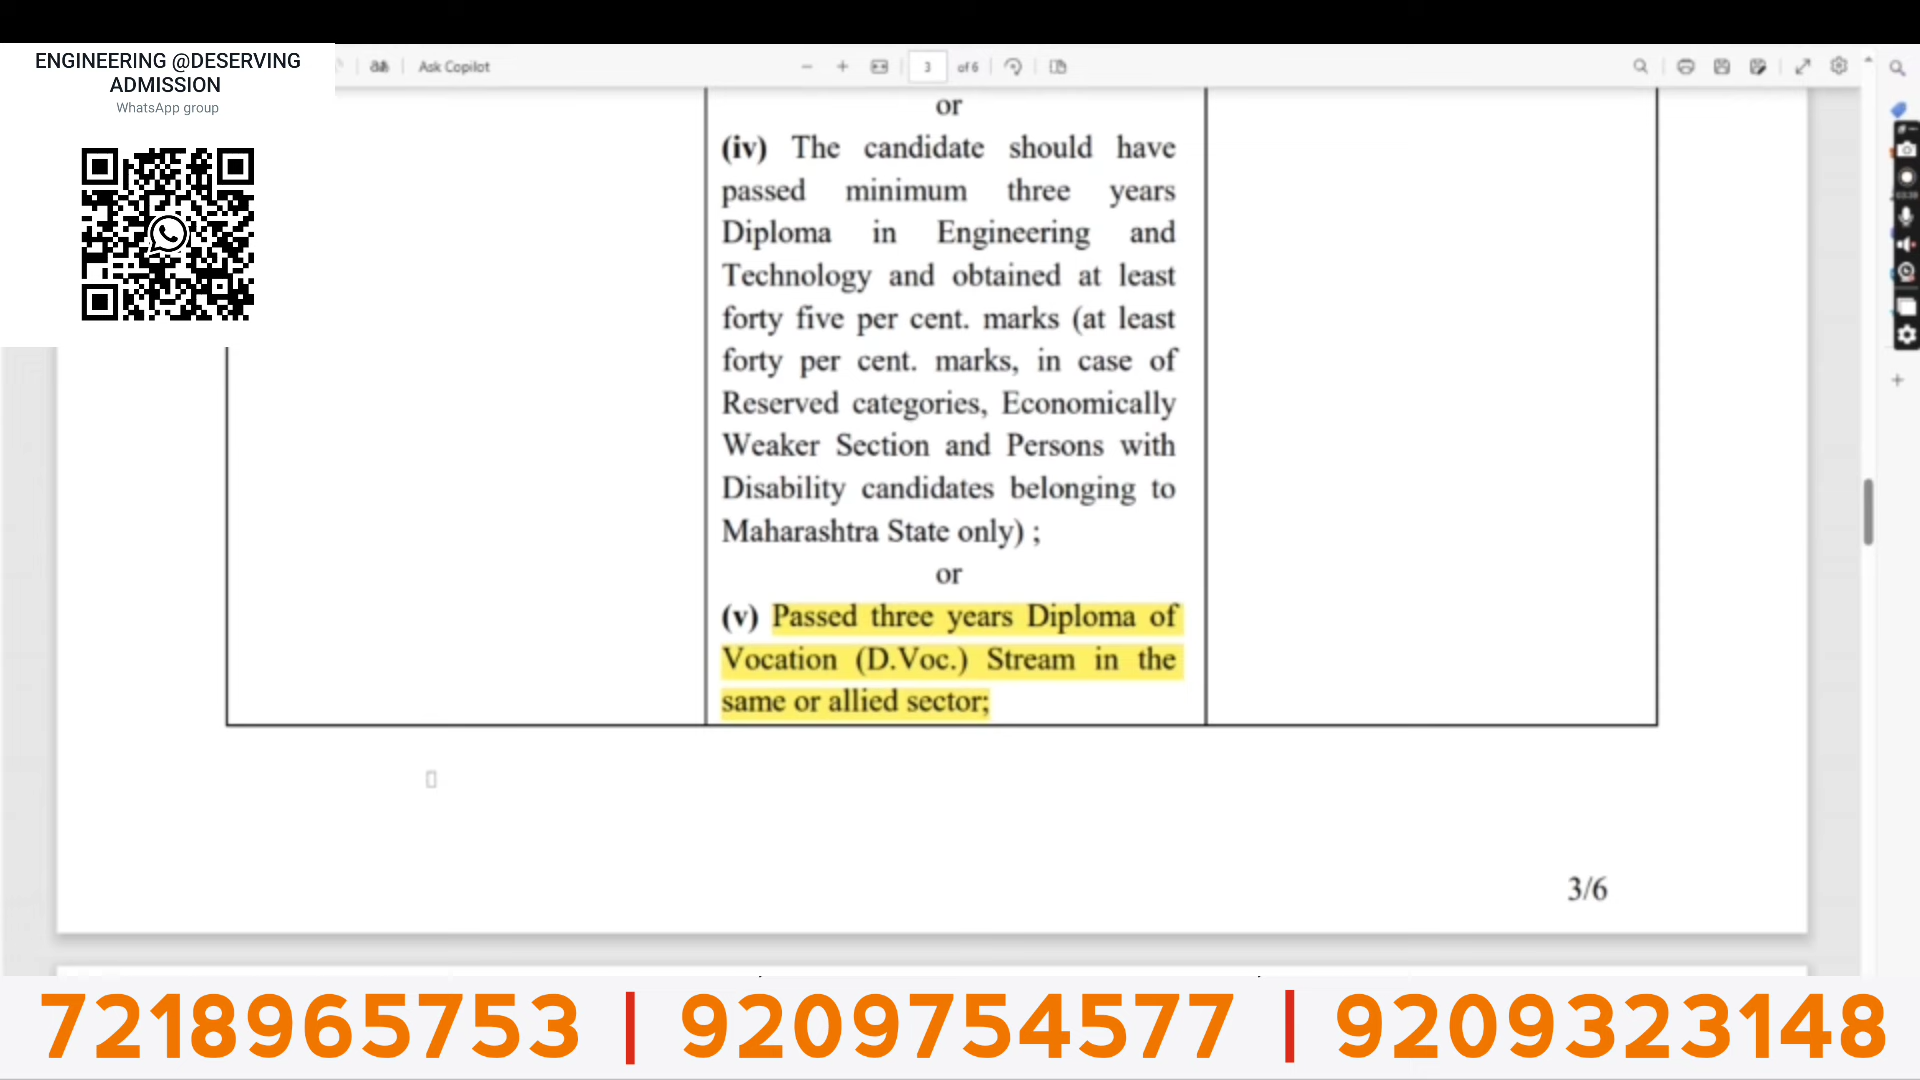 ENGINEERING @DESERVING
ADMISSION
WhatsApp group
Ask Copilot
3 of 6
or
(iv) The candidate should have
passed minimum three years
Diploma in Engineering and
Technology and obtained at least
forty five per cent. marks (at least
forty per cent. marks, in case of
Reserved categories, Economically
Weaker Section and Persons with
Disability candidates belonging to
Maharashtra State only) ;
or
(v) Passed three years Diploma of
Vocation (D.Voc.) Stream in the
same or allied sector;
3/6
7218965753 | 9209754577 | 9209323148